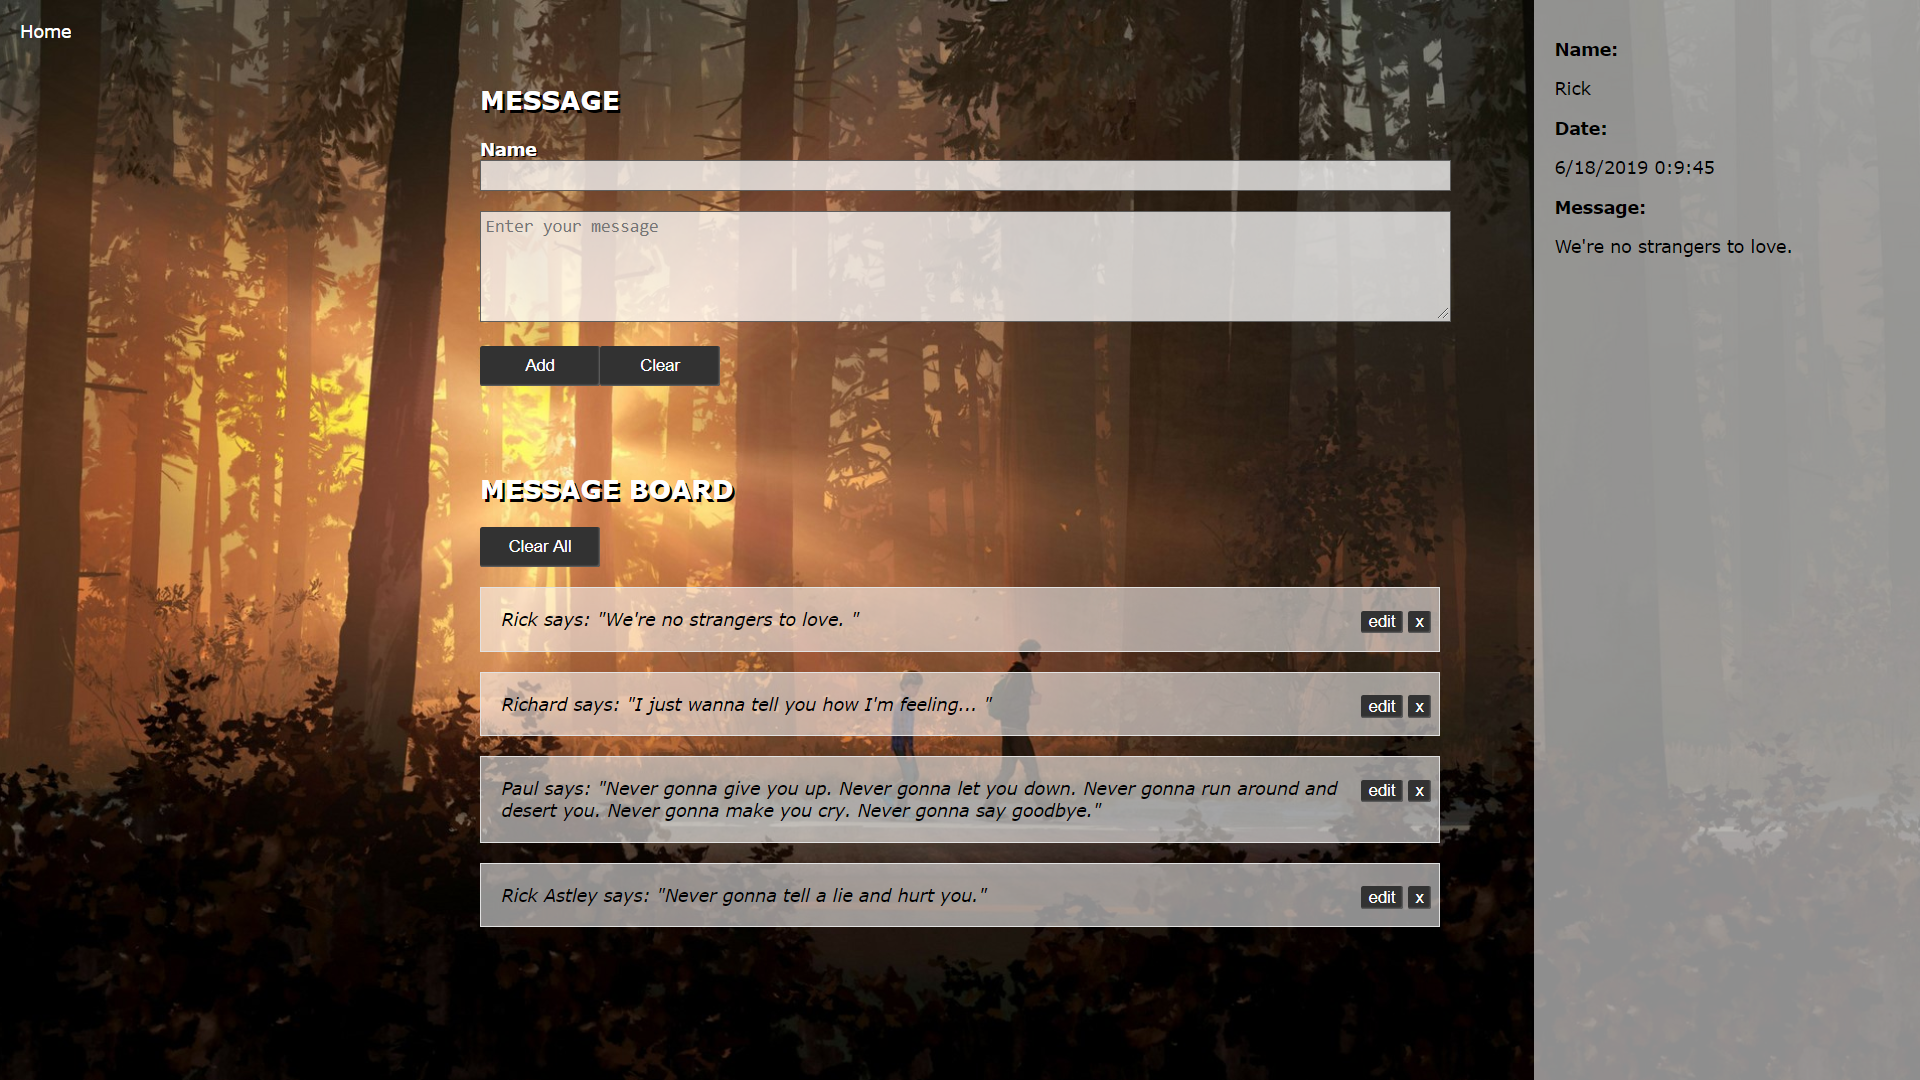 Home
MESSAGE
Name
Enter your message
Add
Clear
MESSAGE BOARD
Clear All
Rick says: "We're no strangers to love. "
edit
x
Richard says: "I just wanna tell you how I'm feeling... "
edit
x
Paul says: "Never gonna give you up. Never gonna let you down. Never gonna run around and
desert you. Never gonna make you cry. Never gonna say goodbye."
edit
x
Rick Astley says: "Never gonna tell a lie and hurt you."
edit
x
Name:
Rick
Date:
6/18/2019 0:9:45
Message:
We're no strangers to love.